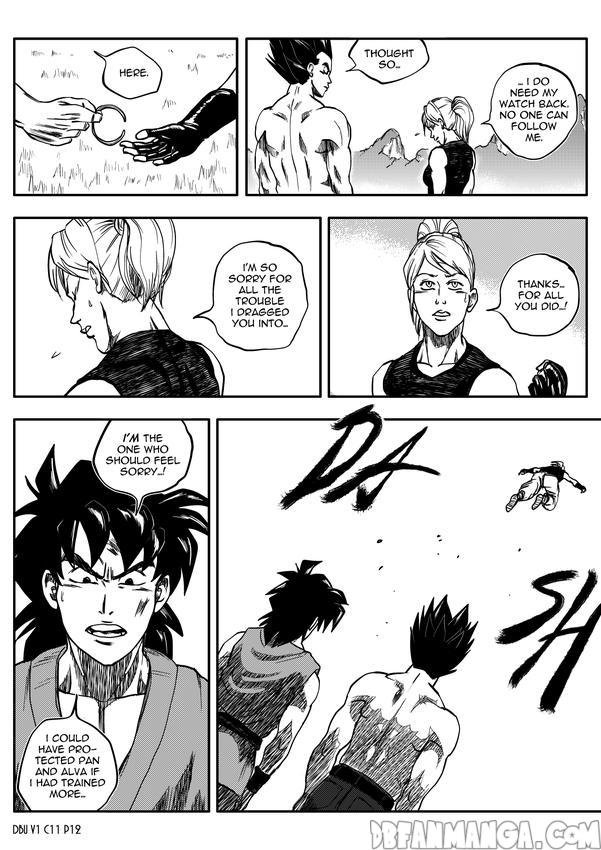 HERE.
THOUGHT
SO...
... I DO
NEED MY
WATCH BACK.
NO ONE CAN
FOLLOW
ME.
I'M SO
SORRY FOR
ALL THE
TROUBLE
I DRAGGED
YOU INTO...
THANKS...
FOR ALL
YOU DID...!
I'M THE
ONE WHO
SHOULD FEEL
SORRY...!
I COULD
HAVE PRO-
TECTED PAN
AND ALVA IF
I HAD TRAINED
MORE...
DA
SH
DBU V1 C11 P12
DBFANMANGA.COM